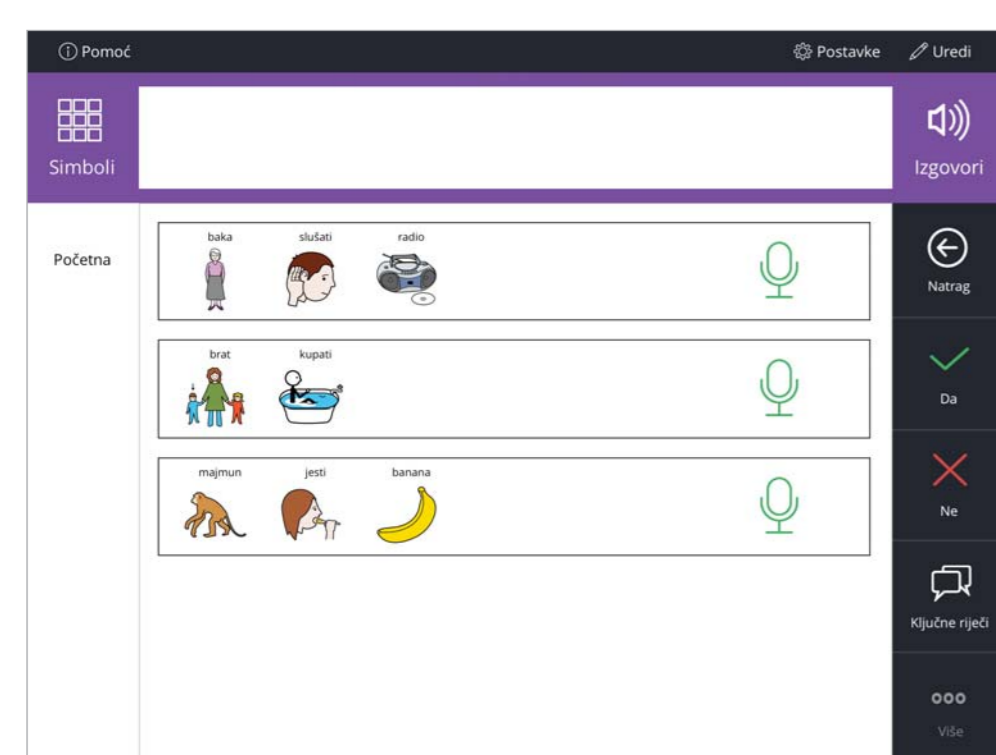 Pomoć
Postavke
Uredi
Simboli
Izgovori
Početna
baka slušati radio
Natrag
brat kupati
Da
majmun jesti banana
Ne
Ključne riječi
Više